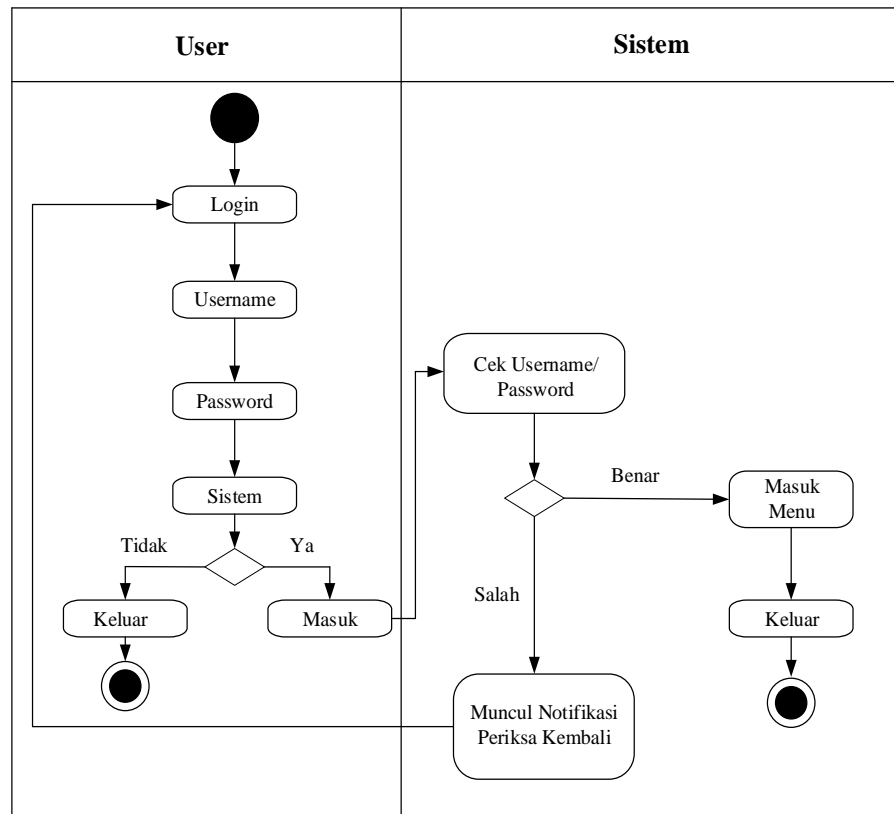 User
Sistem
Login
Username
Password
Sistem
Tidak
Ya
Keluar
Masuk
Cek Username/
Password
Benar
Masuk
Menu
Salah
Keluar
Muncul Notifikasi
Periksa Kembali